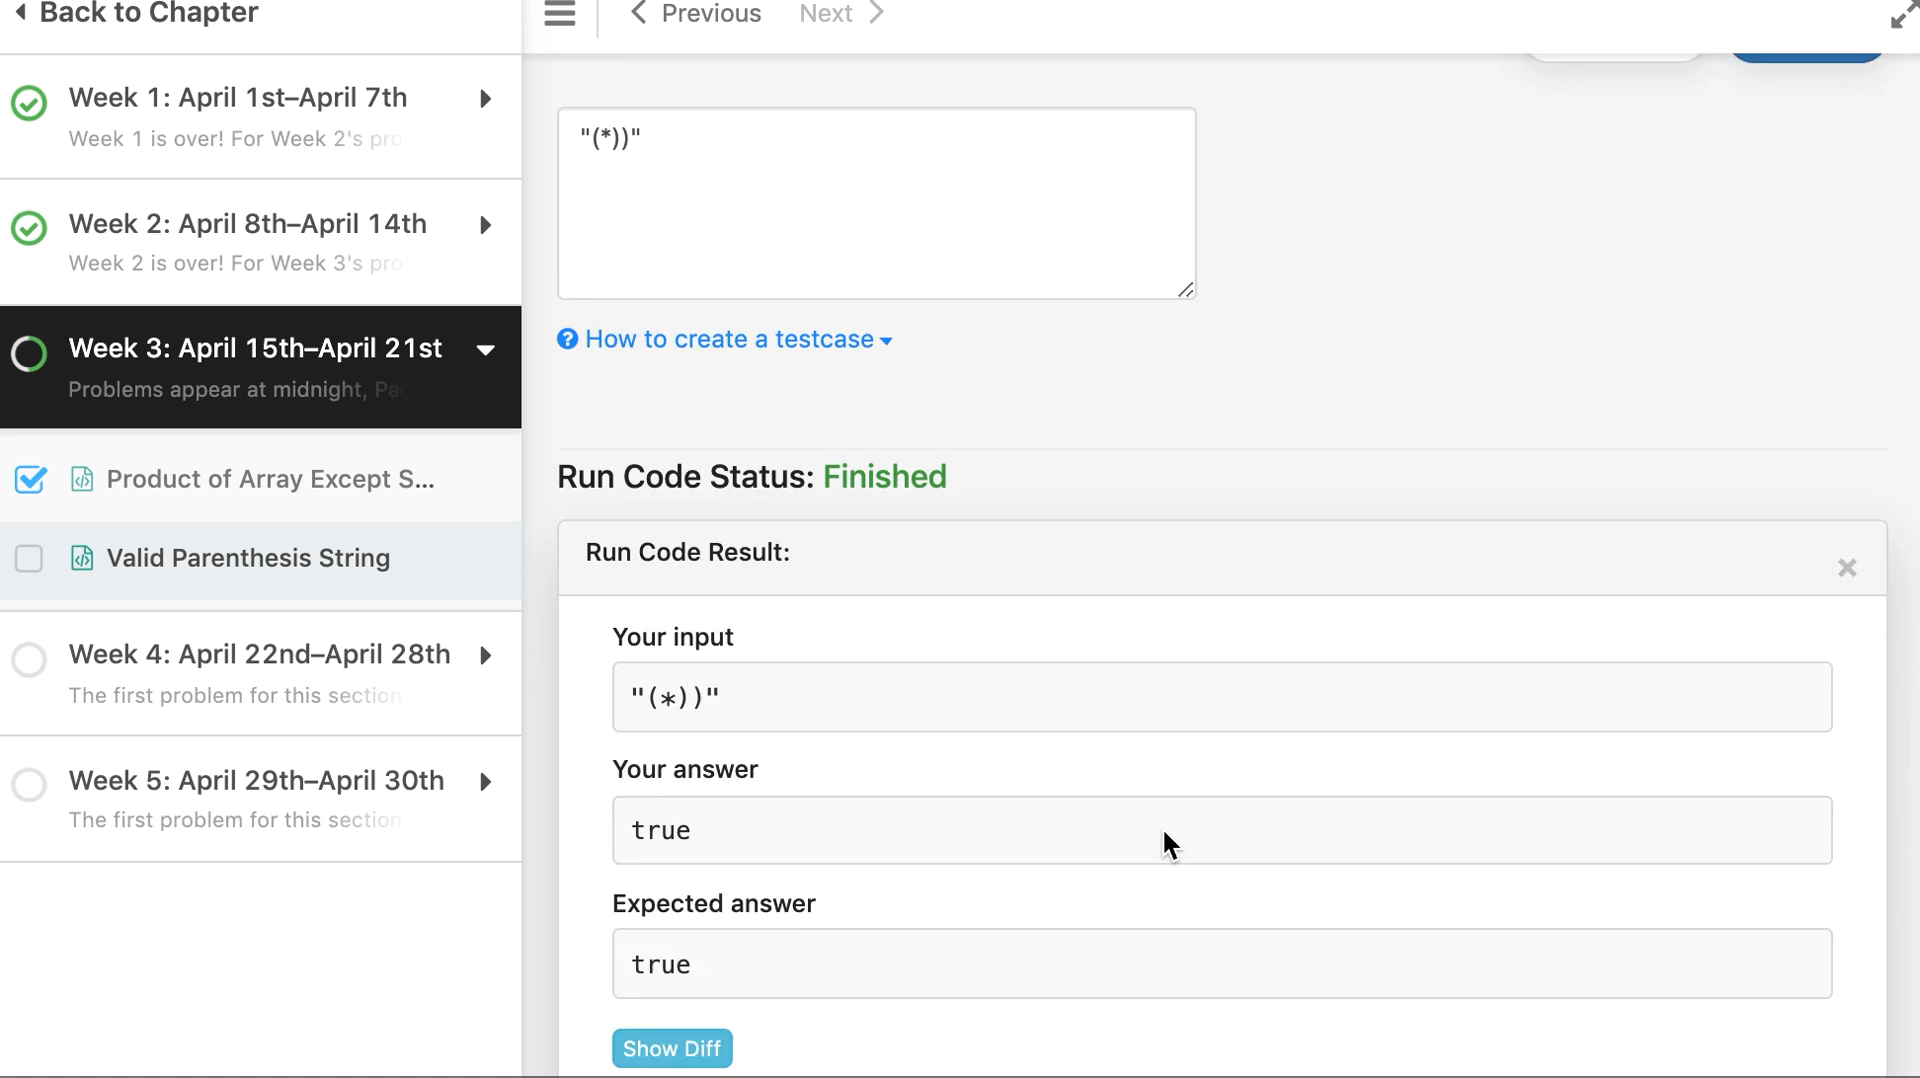 Back to Chapter
Previous Next
Week 1: April 1st–April 7th
Week 1 is over! For Week 2's pro
Week 2: April 8th–April 14th
Week 2 is over! For Week 3's pro
Week 3: April 15th–April 21st
Problems appear at midnight, Pac
Product of Array Except S...
Valid Parenthesis String
Week 4: April 22nd–April 28th
The first problem for this section
Week 5: April 29th–April 30th
The first problem for this section
"(*))"
How to create a testcase
Run Code Status: Finished
Run Code Result:
Your input
"(*))"
Your answer
true
Expected answer
true
Show Diff